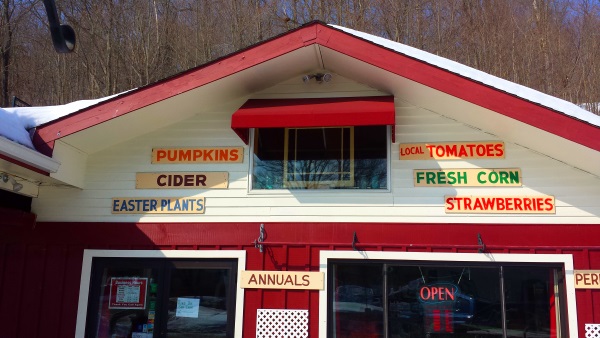 PUMPKINS
CIDER
EASTER PLANTS
LOCAL TOMATOES
FRESH CORN
STRAWBERRIES
ANNUALS
OPEN